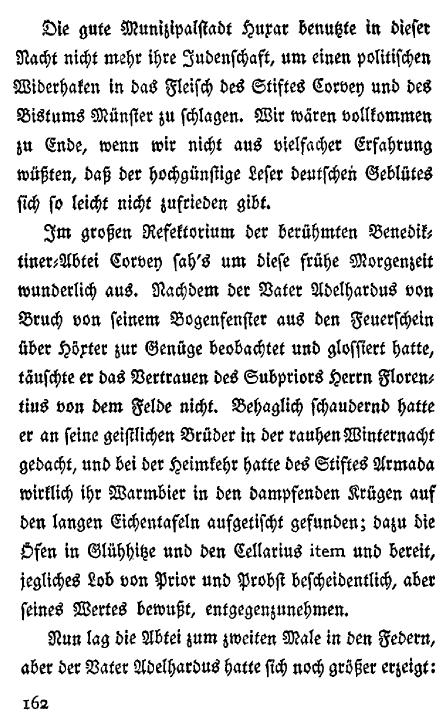 Die gute Munizipalstadt Huxar benutzte in dieser
Nacht nicht mehr ihre Judenschaft, um einen politischen
Widerhaken in das Fleisch des Stiftes Corvey und des
Bistums Münster zu schlagen. Wir wären vollkommen
zu Ende, wenn wir nicht aus vielfacher Erfahrung
wüßten, daß der hochgünstige Leser deutschen Geblütes
sich so leicht nicht zufrieden gibt.
Im großen Refektorium der berühmten Benedik-
tiner-Abtei Corvey sah's um diese frühe Morgenzeit
wunderlich aus. Nachdem der Vater Adelhardus von
Bruch von seinem Bogenfenster aus den Feuerschein
über Höxter zur Genüge beobachtet und glossiert hatte,
täuschte er das Vertrauen des Subpriors Herrn Floren-
tius von dem Felde nicht. Behaglich schaudernd hatte
er an seine geistlichen Brüder in der rauhen Winternacht
gedacht, und bei der Heimkehr hatte des Stiftes Armada
wirklich ihr Warmbier in den dampfenden Krügen auf
den langen Eichentafeln aufgetischt gefunden; dazu die
Öfen in Glühhitze und den Cellarius item und bereit,
jegliches Lob von Prior und Probst bescheidentlich, aber
seines Wertes bewußt, entgegenzunehmen.
Nun lag die Abtei zum zweiten Male in den Federn,
aber der Vater Adelhardus hatte sich noch größer erzeigt:
162